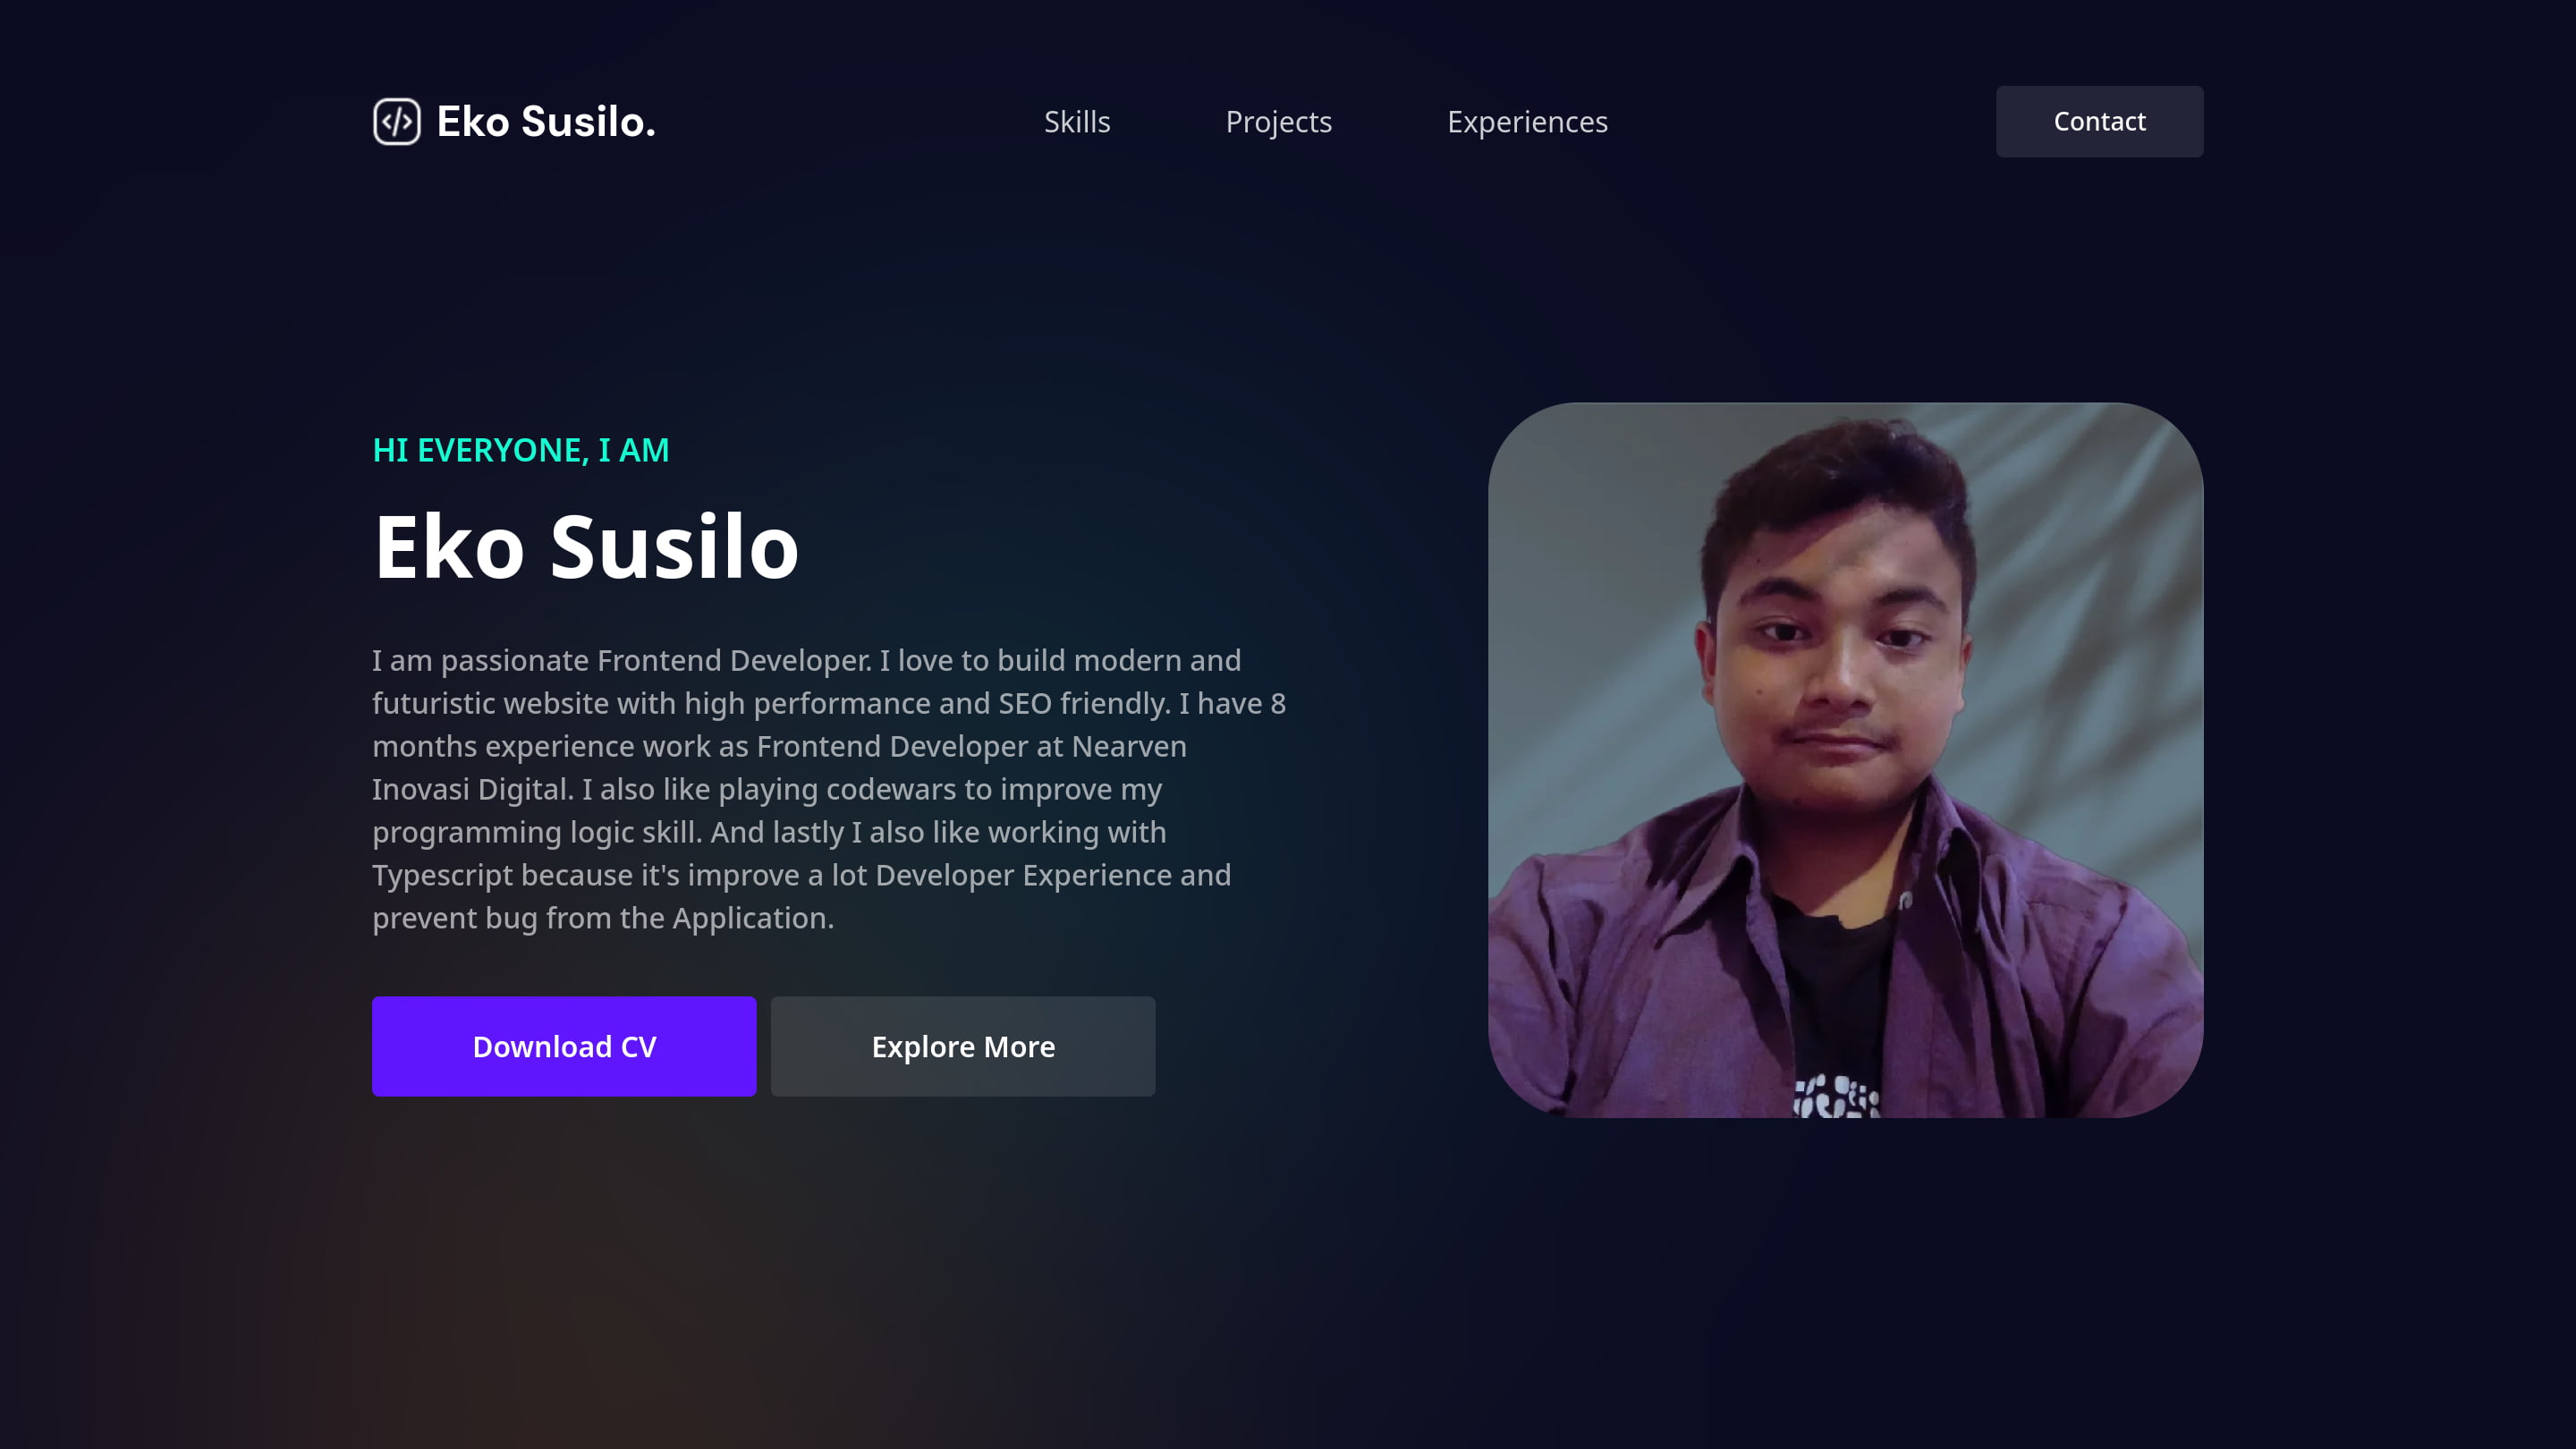 Eko Susilo.
Skills
Projects
Experiences
Contact
HI EVERYONE, I AM
Eko Susilo
I am passionate Frontend Developer. I love to build modern and
futuristic website with high performance and SEO friendly. I have 8
months experience work as Frontend Developer at Nearven
Inovasi Digital. I also like playing codewars to improve my
programming logic skill. And lastly I also like working with
Typescript because it's improve a lot Developer Experience and
prevent bug from the Application.
Download CV
Explore More